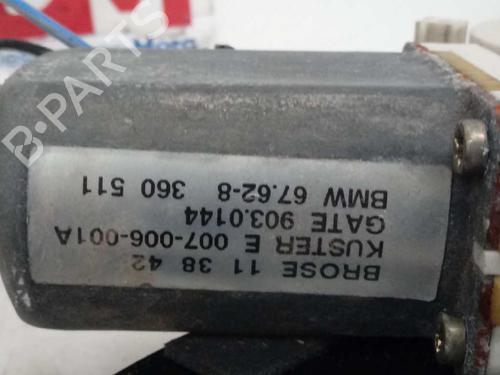 BROSE 11 38 42
KUSTER E 007-006-001A
GATE 903.0144
BMW 67.62-8 360 511
B-PARTS